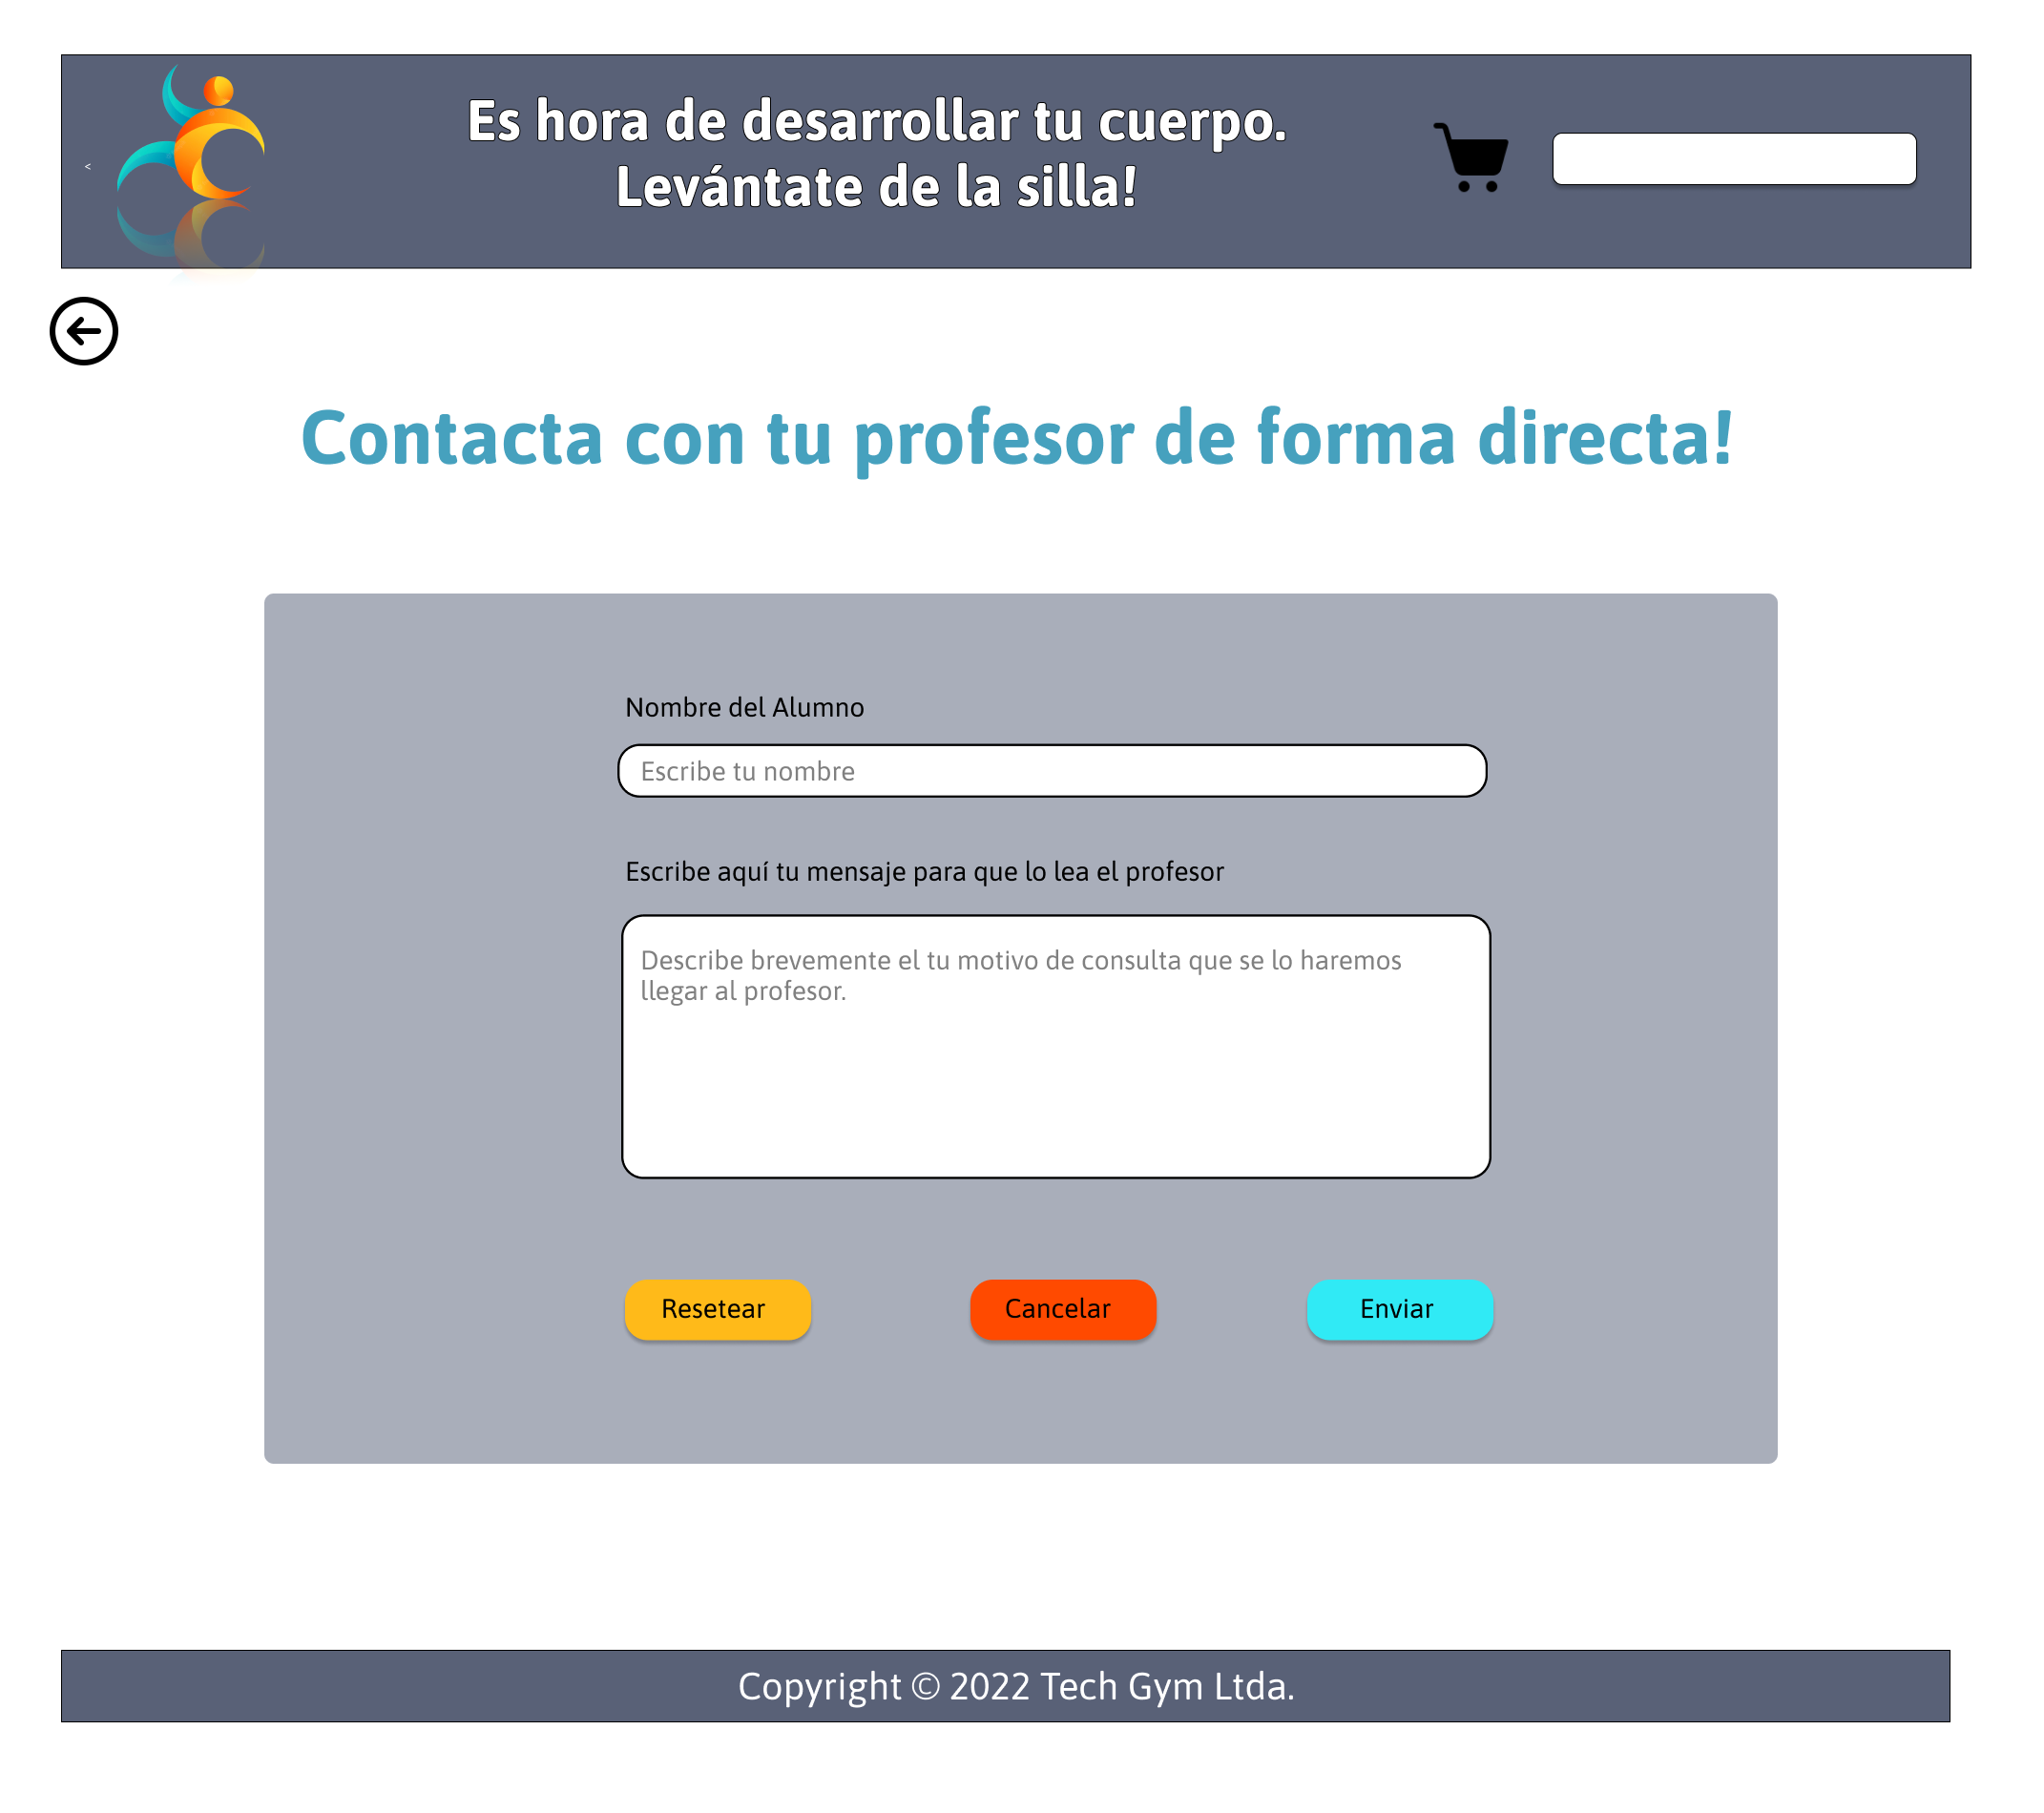 Es hora de desarrollar tu cuerpo.
Levántate de la silla!
<
Contacta con tu profesor de forma directa!
Nombre del Alumno
Escribe tu nombre
Escribe aquí tu mensaje para que lo lea el profesor
Describe brevemente el tu motivo de consulta que se lo haremos
llegar al profesor.
Resetear
Cancelar
Enviar
Copyright © 2022 Tech Gym Ltda.